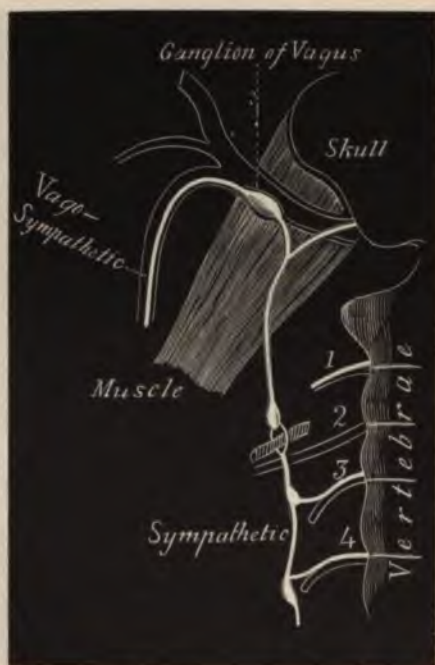 Ganglion of Vagus
Skull
Vago-
Sympathetic
1
Muscle
2
3
Sympathetic
4
Vertebrae